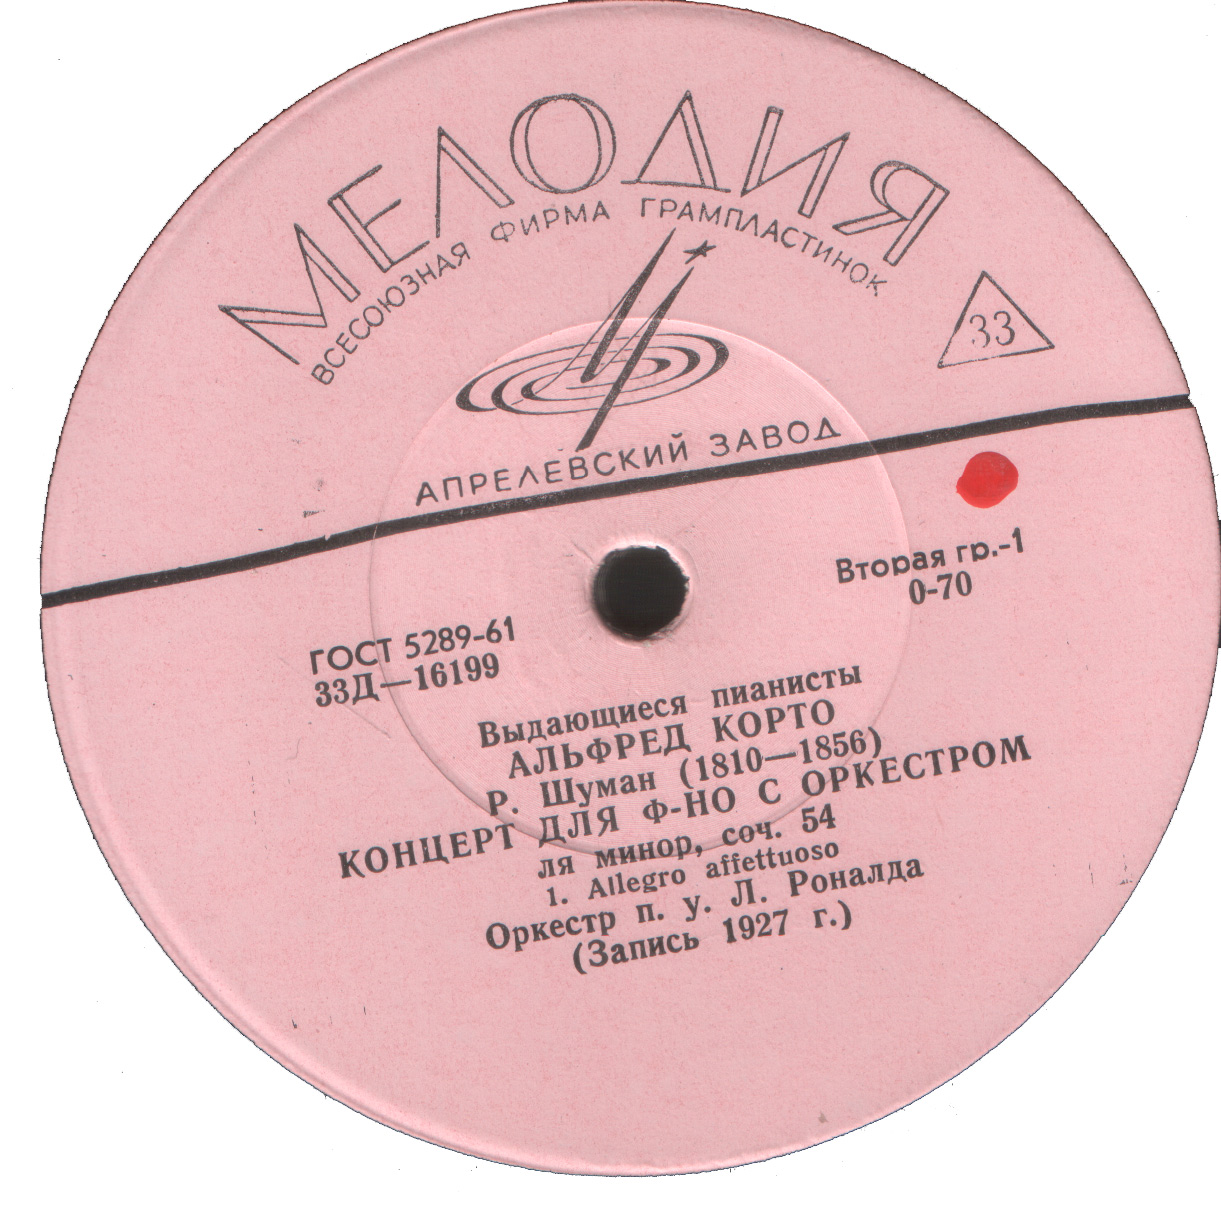 МЕЛОДИЯ
ВСЕСОЮЗНАЯ ФИРМА ГРАМПЛАСТИНОК
33
АПРЕЛЕВСКИЙ ЗАВОД
Вторая гр.-1
0-70
ГОСТ 5289-61
33Д—16199
Выдающиеся пианисты
АЛЬФРЕД КОРТО
Р. Шуман (1810—1856)
КОНЦЕРТ ДЛЯ Ф-НО С ОРКЕСТРОМ
ля минор, соч. 54
1. Allegro affettuoso
Оркестр п. у. Л. Роналда
(Запись 1927 г.)